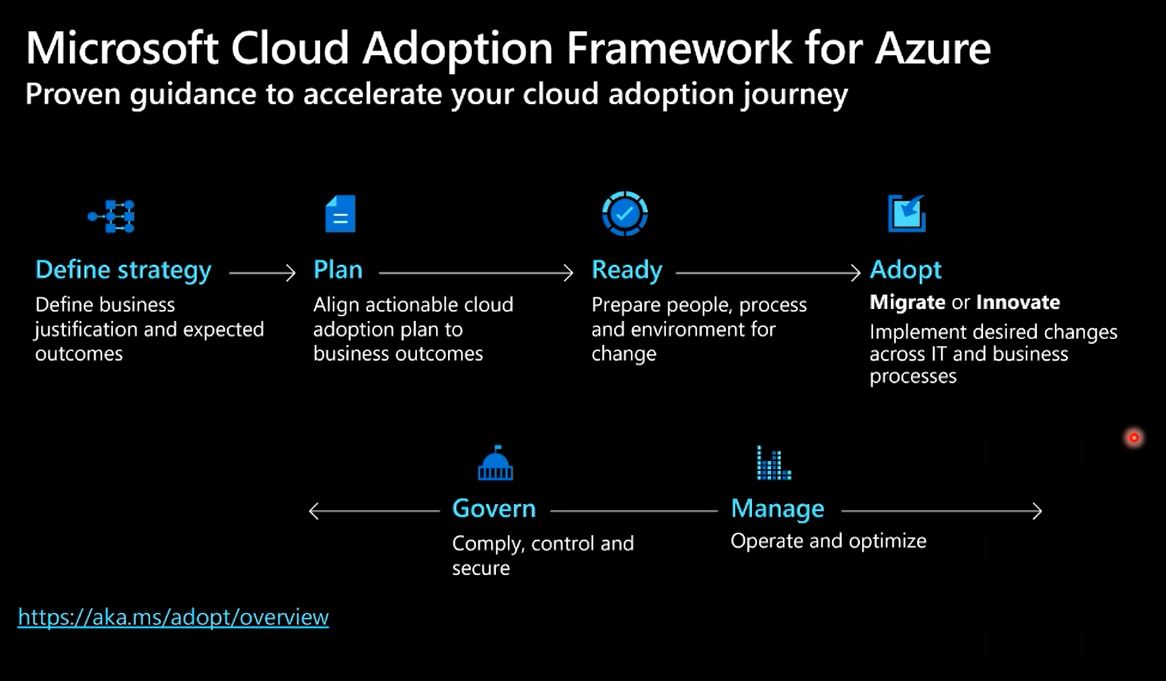 Microsoft Cloud Adoption Framework for Azure
Proven guidance to accelerate your cloud adoption journey
Define strategy
Define business
justification and expected
outcomes
Plan
Align actionable cloud
adoption plan to
business outcomes
Ready
Prepare people, process
and environment for
change
Adopt
Migrate or Innovate
Implement desired changes
across IT and business
processes
Govern
Comply, control and
secure
Manage
Operate and optimize
https://aka.ms/adopt/overview